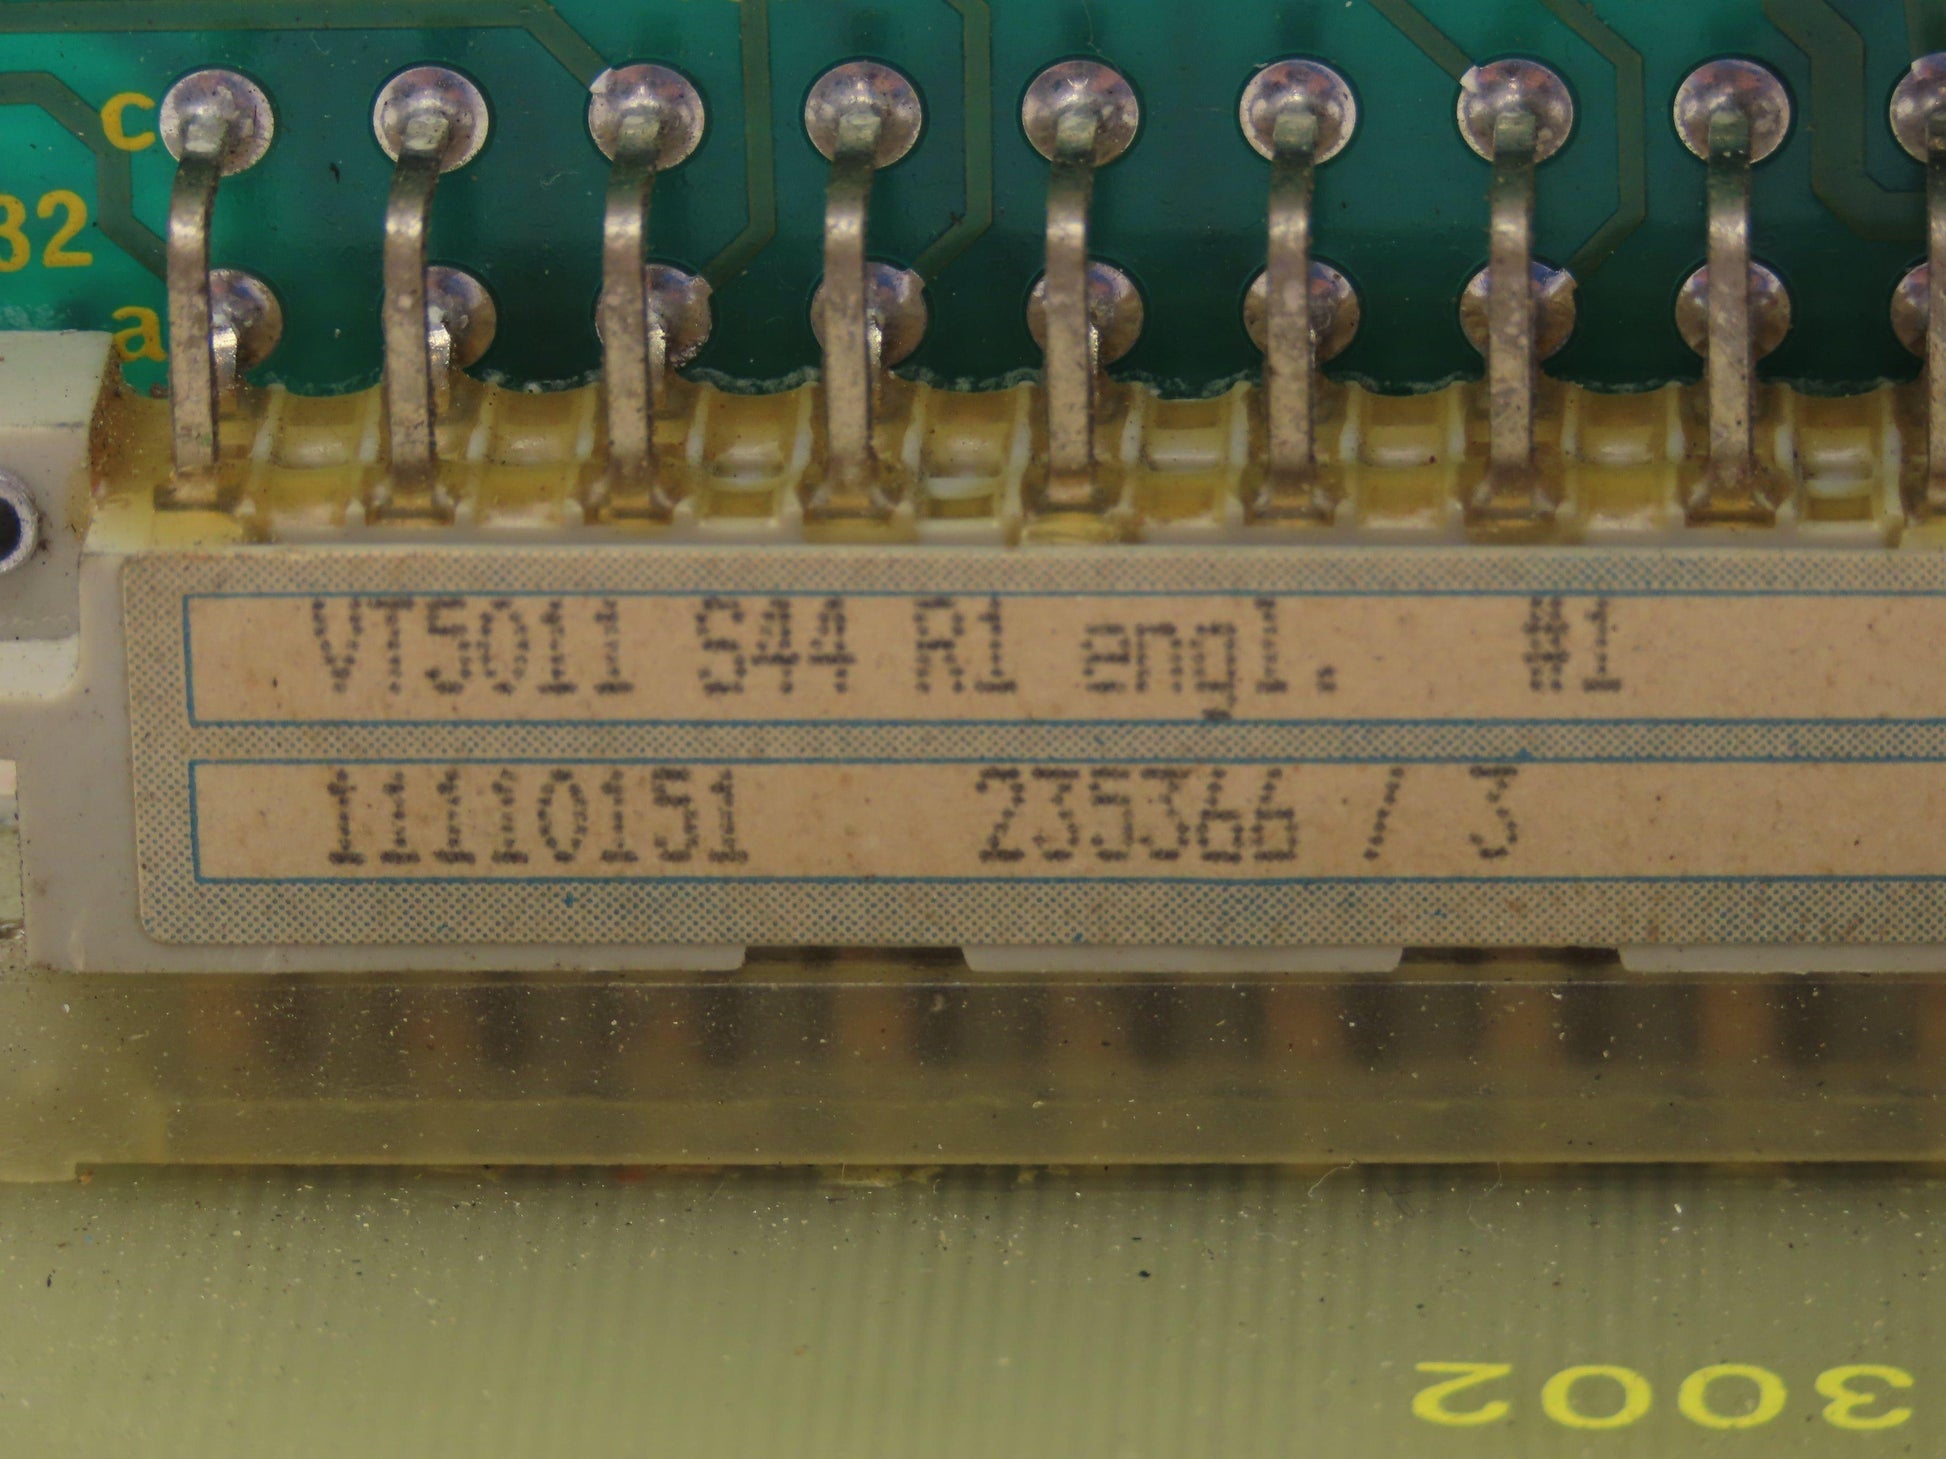 c
32
a
VT5011 S44 R1 engl. #1
11110151 235366 / 3
3002